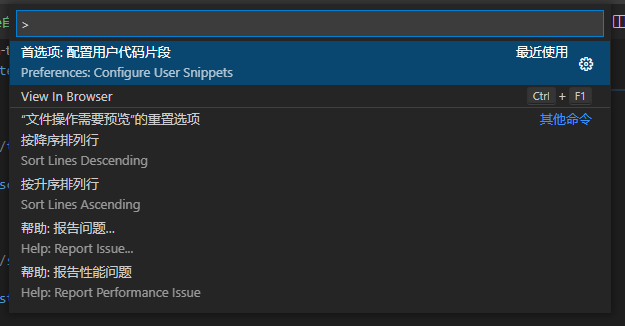 >
首选项: 配置用户代码片段 最近使用
Preferences: Configure User Snippets
View In Browser Ctrl + F1
"文件操作需要预览"的重置选项 其他命令
按降序排列行
Sort Lines Descending
按升序排列行
Sort Lines Ascending
帮助: 报告问题...
Help: Report Issue...
帮助: 报告性能问题
Help: Report Performance Issue